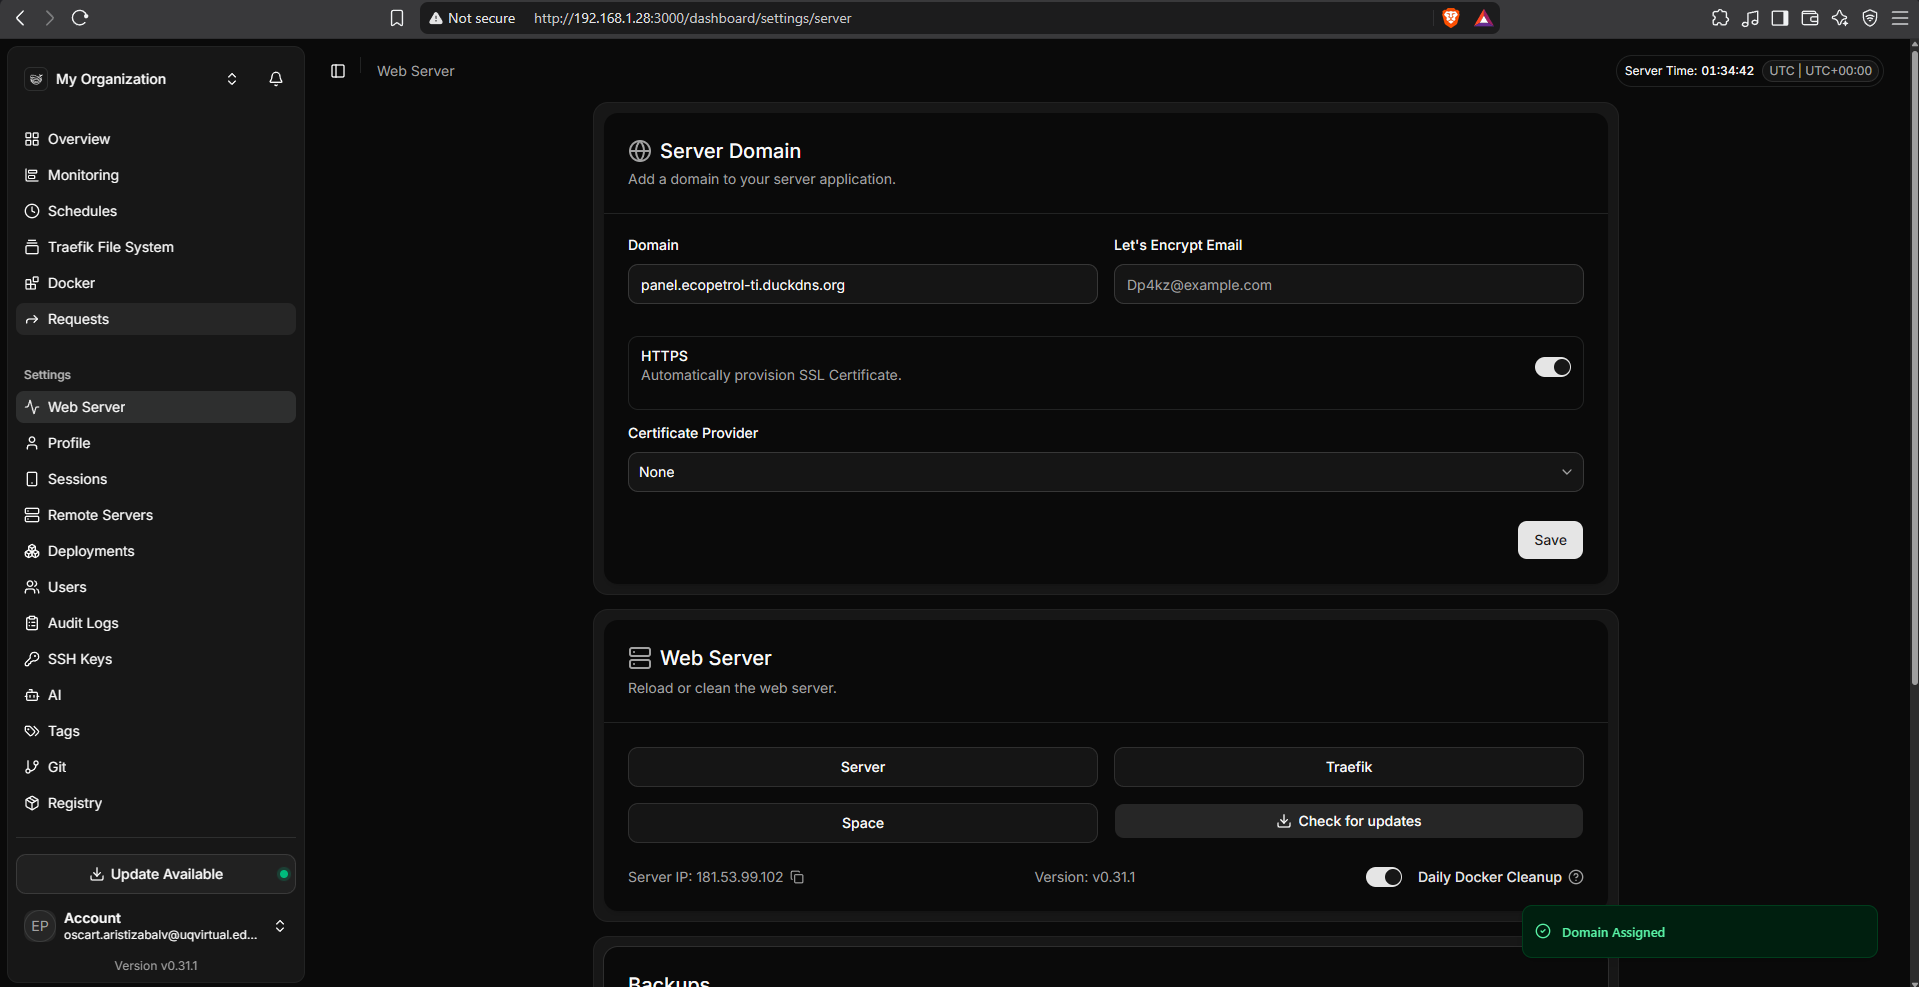 Not secure http://192.168.1.28:3000/dashboard/settings/server
My Organization
Web Server
Server Time: 01:34:42 UTC | UTC+00:00
Overview
Monitoring
Schedules
Traefik File System
Docker
Requests
Settings
Web Server
Profile
Sessions
Remote Servers
Deployments
Users
Audit Logs
SSH Keys
AI
Tags
Git
Registry
Update Available
EP
Account
oscart.aristizabalv@uqvirtual.ed...
Version v0.31.1
Server Domain
Add a domain to your server application.
Domain
panel.ecopetrol-ti.duckdns.org
Let's Encrypt Email
Dp4kz@example.com
HTTPS
Automatically provision SSL Certificate.
Certificate Provider
None
Save
Web Server
Reload or clean the web server.
Server
Traefik
Space
Check for updates
Server IP: 181.53.99.102
Version: v0.31.1
Daily Docker Cleanup
Backups
Domain Assigned